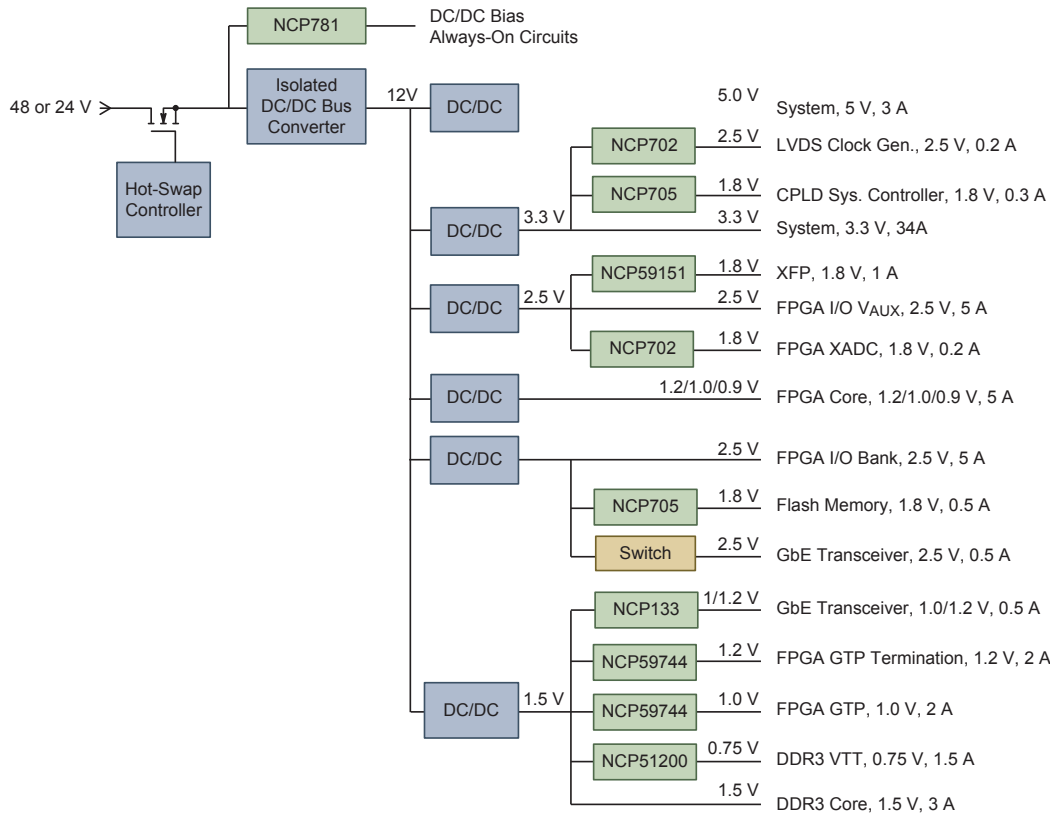 NCP781
DC/DC Bias
Always-On Circuits
48 or 24 V
Isolated
DC/DC Bus
Converter
12V
Hot-Swap
Controller
DC/DC
5.0 V
System, 5 V, 3 A
NCP702
2.5 V
LVDS Clock Gen., 2.5 V, 0.2 A
NCP705
1.8 V
CPLD Sys. Controller, 1.8 V, 0.3 A
DC/DC
3.3 V
3.3 V
System, 3.3 V, 34A
NCP59151
1.8 V
XFP, 1.8 V, 1 A
DC/DC
2.5 V
2.5 V
FPGA I/O VAUX, 2.5 V, 5 A
NCP702
1.8 V
FPGA XADC, 1.8 V, 0.2 A
DC/DC
1.2/1.0/0.9 V
FPGA Core, 1.2/1.0/0.9 V, 5 A
DC/DC
2.5 V
FPGA I/O Bank, 2.5 V, 5 A
NCP705
1.8 V
Flash Memory, 1.8 V, 0.5 A
Switch
2.5 V
GbE Transceiver, 2.5 V, 0.5 A
NCP133
1/1.2 V
GbE Transceiver, 1.0/1.2 V, 0.5 A
NCP59744
1.2 V
FPGA GTP Termination, 1.2 V, 2 A
DC/DC
1.5 V
NCP59744
1.0 V
FPGA GTP, 1.0 V, 2 A
NCP51200
0.75 V
DDR3 VTT, 0.75 V, 1.5 A
1.5 V
DDR3 Core, 1.5 V, 3 A